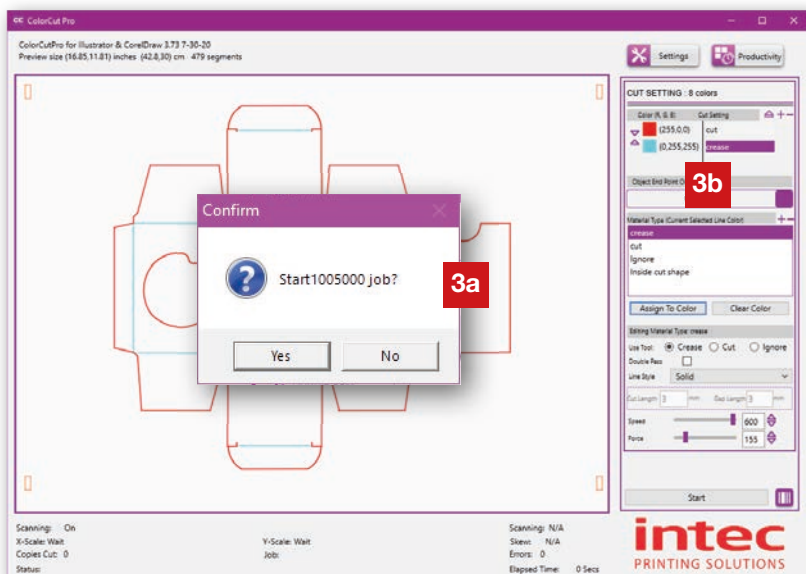 CC ColorCut Pro
ColorCutPro for Illustrator & CorelDraw 3.73 7-30-20
Preview size (16.85,11.81) inches (42.8,30) cm 479 segments
Settings
Productivity
CUT SETTING : 8 colors
Color (R, G, B) Cut Setting
(255,0,0) cut
(0,255,255) crease
Object End Point O
3b
Material Type (Current Selected Line Color)
crease
cut
Ignore
Inside cut shape
Assign To Color Clear Color
Editing Material Type: crease
Use Tool: Crease Cut Ignore
Double Pass
Line Style Solid
Cut Length 3 mm Gap Length 3 mm
Speed 600
Force 155
Start
Confirm
Start1005000 job?
3a
Yes No
Scanning: On
X-Scale: Wait
Copies Cut: 0
Status:
Y-Scale: Wait
Job:
Scanning: N/A
Skew: N/A
Errors: 0
Elapsed Time: 0 Secs
intec
PRINTING SOLUTIONS